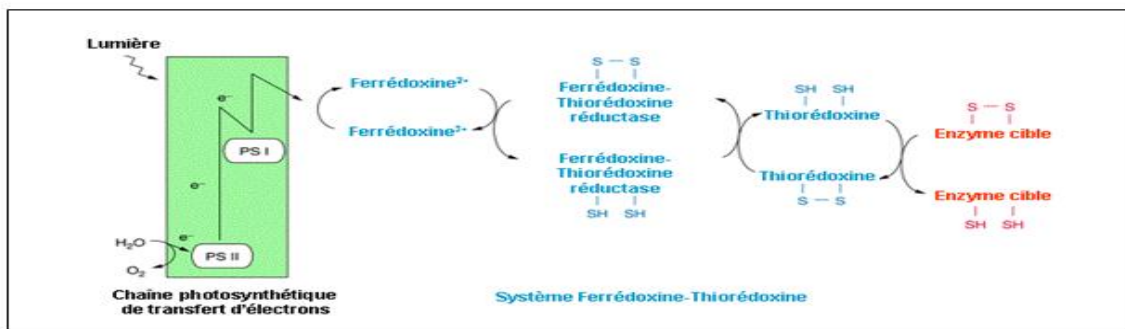 Lumière
e⁻
PS I
e⁻
e⁻
H₂O
O₂
PS II
Chaîne photosynthétique
de transfert d'électrons
Ferrédoxine²⁺
Ferrédoxine³⁺
S – S
Ferrédoxine-
Thiorédoxine
réductase
Ferrédoxine-
Thiorédoxine
réductase
SH SH
SH SH
Thiorédoxine
Thiorédoxine
S – S
S – S
Enzyme cible
Enzyme cible
SH SH
Système Ferrédoxine-Thiorédoxine